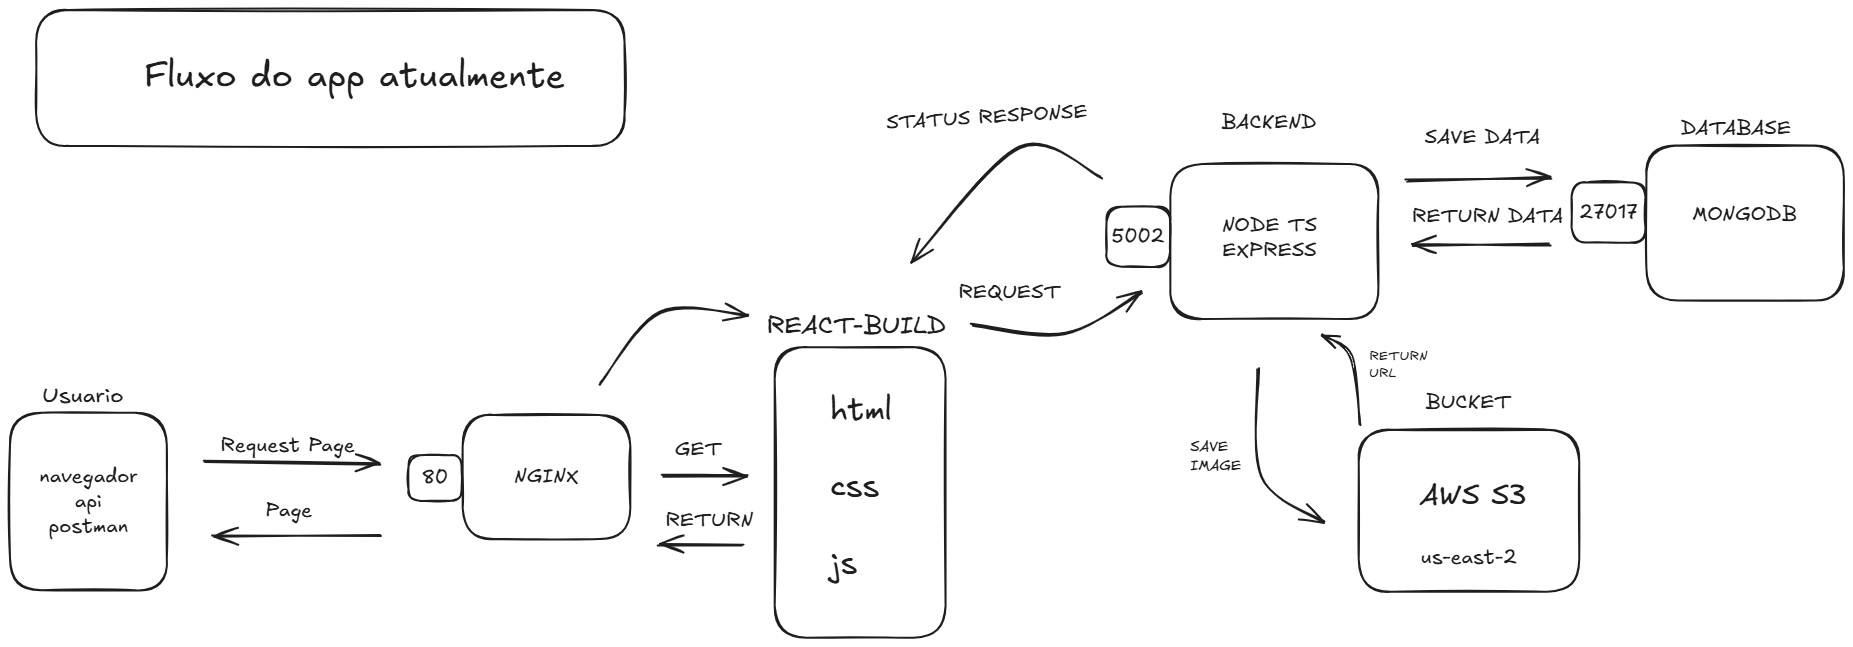 Fluxo do app atualmente
STATUS RESPONSE
BACKEND
SAVE DATA
DATABASE
5002
NODE TS
EXPRESS
RETURN DATA
27017
MONGODB
REQUEST
REACT-BUILD
html
css
js
RETURN
URL
BUCKET
SAVE
IMAGE
AWS S3
us-east-2
Usuario
navegador
api
postman
Request Page
Page
80
NGINX
GET
RETURN